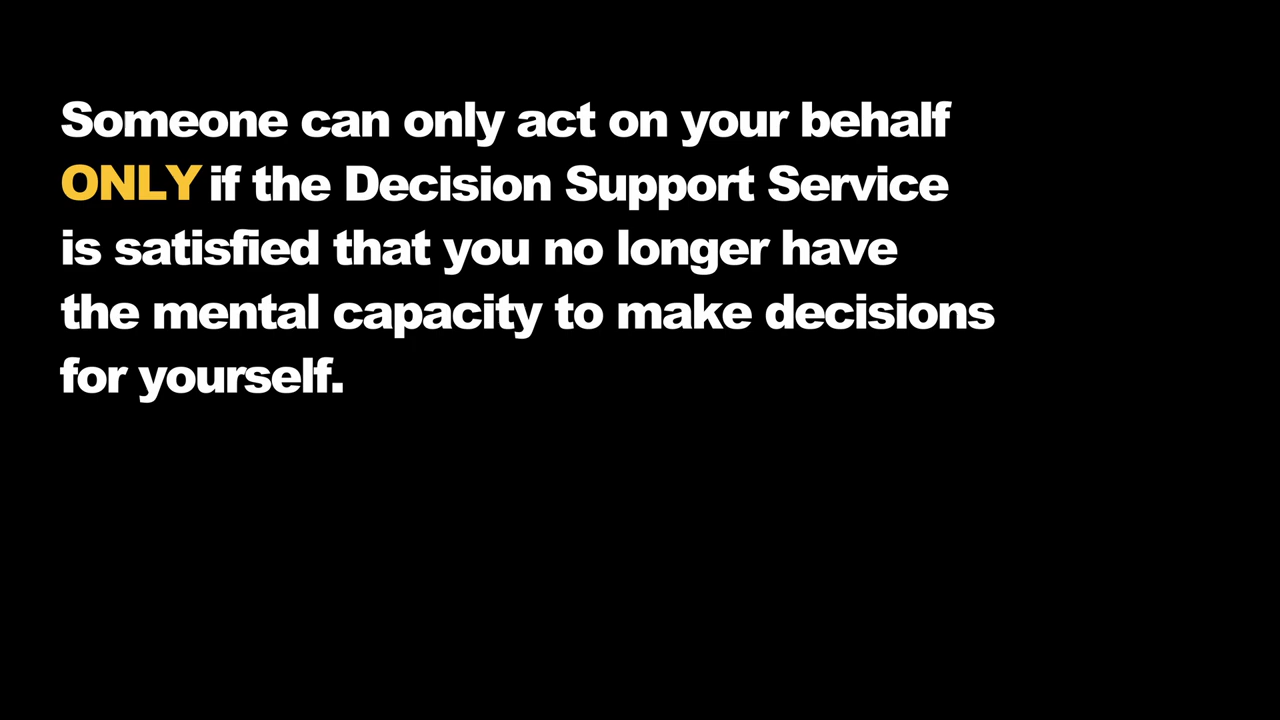 Someone can only act on your behalf
ONLY if the Decision Support Service
is satisfied that you no longer have
the mental capacity to make decisions
for yourself.